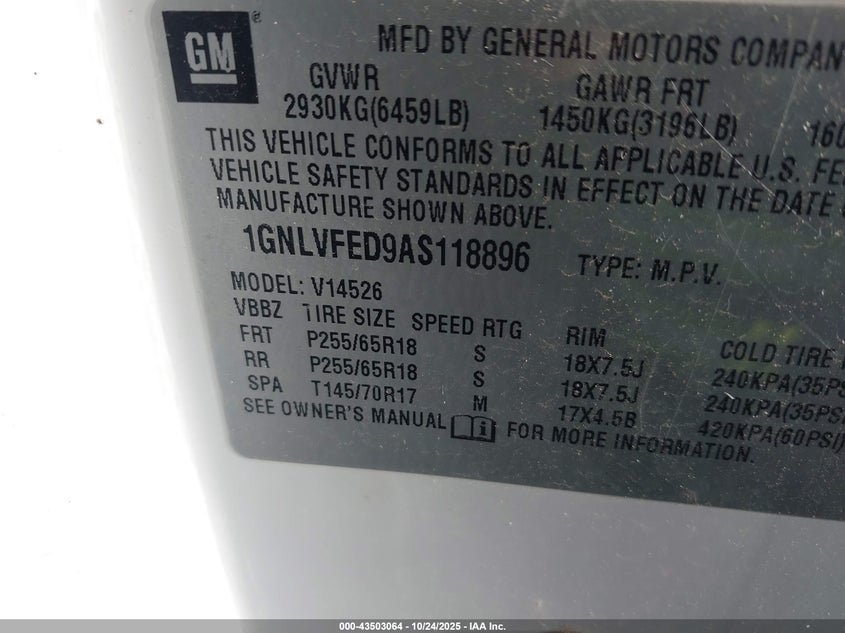 GM
MFD BY GENERAL MOTORS COMPAN
GVWR GAWR FRT
2930KG(6459LB) 1450KG(3196LB) 160
THIS VEHICLE CONFORMS TO ALL APPLICABLE U.S. FE
VEHICLE SAFETY STANDARDS IN EFFECT ON THE DATE
MANUFACTURE SHOWN ABOVE.
1GNLVFED9AS118896 TYPE: M.P.V.
MODEL: V14526
VBBZ TIRE SIZE SPEED RTG RIM COLD TIRE
FRT P255/65R18 S 18X7.5J 240KPA(35PS
RR P255/65R18 S 18X7.5J 240KPA(35PSI
SPA T145/70R17 M 17X4.5B 420KPA(60PSI)
SEE OWNER'S MANUAL FOR MORE INFORMATION.
000-43503064 - 10/24/2025 - IAA Inc.